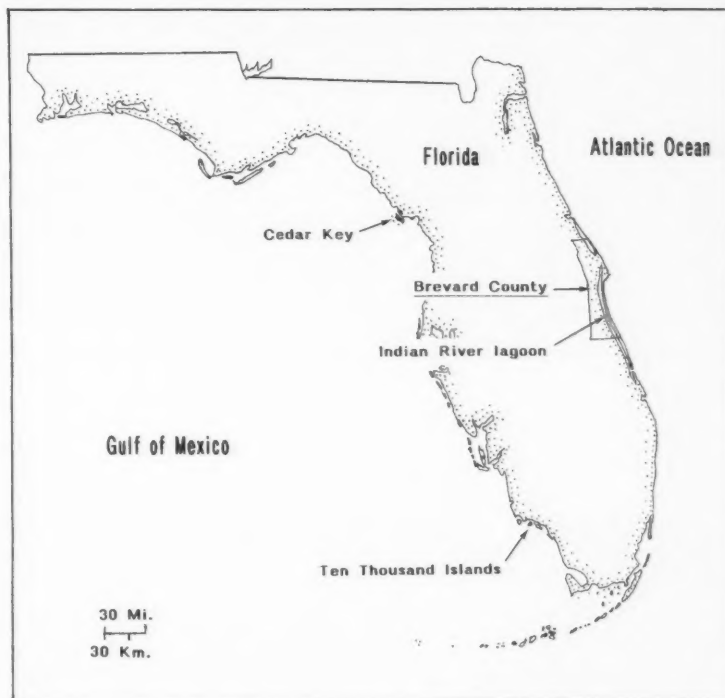 Florida
Atlantic Ocean
Cedar Key
Brevard County
Indian River lagoon
Gulf of Mexico
Ten Thousand Islands
30 Mi.
30 Km.